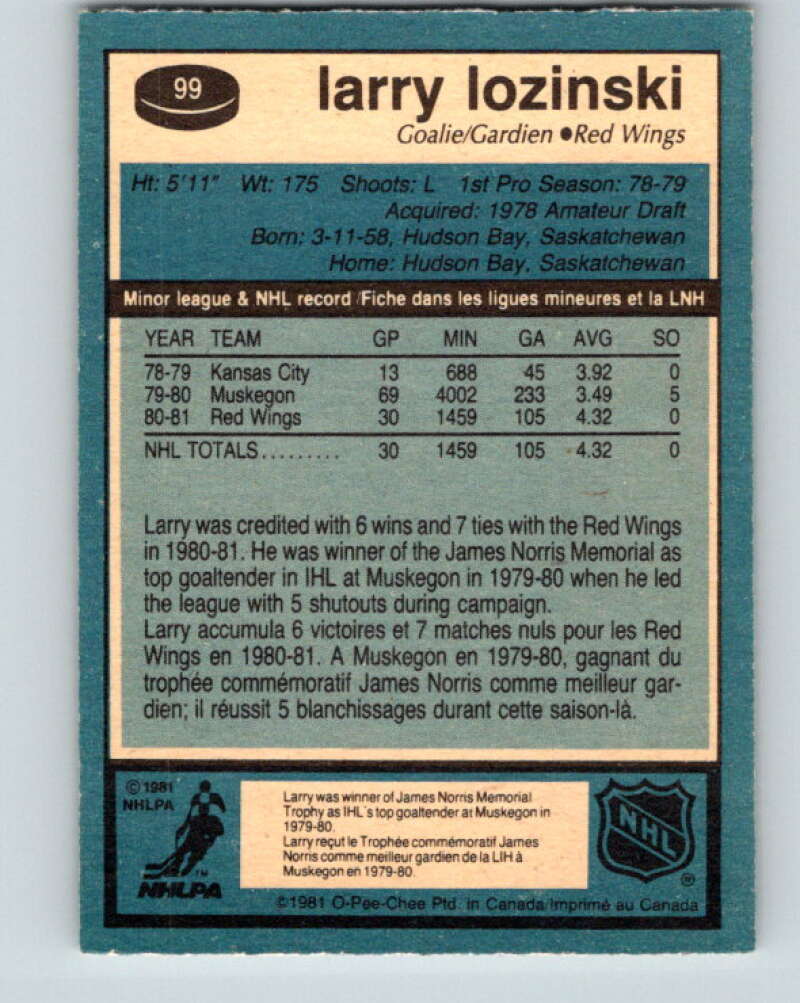 99
larry lozinski
Goalie/Gardien ●Red Wings
Ht: 5'11" Wt: 175 Shoots: L 1st Pro Season: 78-79
Acquired: 1978 Amateur Draft
Born: 3-11-58, Hudson Bay, Saskatchewan
Home: Hudson Bay, Saskatchewan
Minor league & NHL record /Fiche dans les ligues mineures et la LNH
YEAR TEAM GP MIN GA AVG SO
78-79 Kansas City 13 688 45 3.92 0
79-80 Muskegon 69 4002 233 3.49 5
80-81 Red Wings 30 1459 105 4.32 0
NHL TOTALS......... 30 1459 105 4.32 0
Larry was credited with 6 wins and 7 ties with the Red Wings
in 1980-81. He was winner of the James Norris Memorial as
top goaltender in IHL at Muskegon in 1979-80 when he led
the league with 5 shutouts during campaign.
Larry accumula 6 victoires et 7 matches nuls pour les Red
Wings en 1980-81. A Muskegon en 1979-80, gagnant du
trophée commémoratif James Norris comme meilleur gar-
dien; il réussit 5 blanchissages durant cette saison-là.
© 1981
NHLPA
NHLPA
TM
Larry was winner of James Norris Memorial
Trophy as IHL's top goaltender at Muskegon in
1979-80.
Larry reçut le Trophée commémoratif James
Norris comme meilleur gardien de la LIH à
Muskegon en 1979-80.
NHL
®
©1981 O-Pee-Chee Ptd. in Canada/Imprimé au Canada